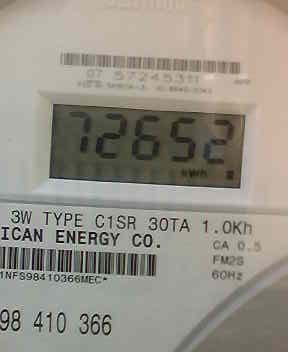 07 57245311
72652
kWh
3W TYPE C1SR 30TA 1.0Kh
ICAN ENERGY CO.
CA 0.5
FM2S
60Hz
1NFS98410366MEC*
98 410 366